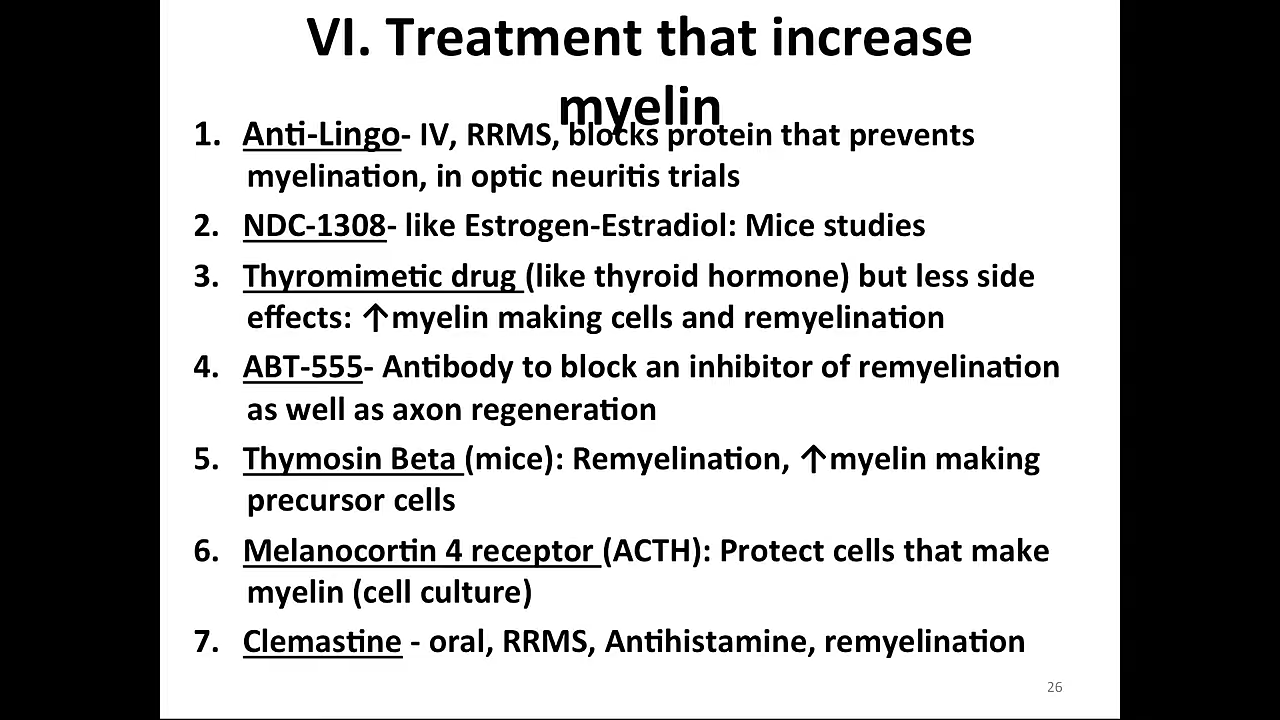 VI. Treatment that increase
myelin
1. Anti-Lingo- IV, RRMS, blocks protein that prevents
myelination, in optic neuritis trials
2. NDC-1308- like Estrogen-Estradiol: Mice studies
3. Thyromimetic drug (like thyroid hormone) but less side
effects: ↑myelin making cells and remyelination
4. ABT-555- Antibody to block an inhibitor of remyelination
as well as axon regeneration
5. Thymosin Beta (mice): Remyelination, ↑myelin making
precursor cells
6. Melanocortin 4 receptor (ACTH): Protect cells that make
myelin (cell culture)
7. Clemastine - oral, RRMS, Antihistamine, remyelination
26